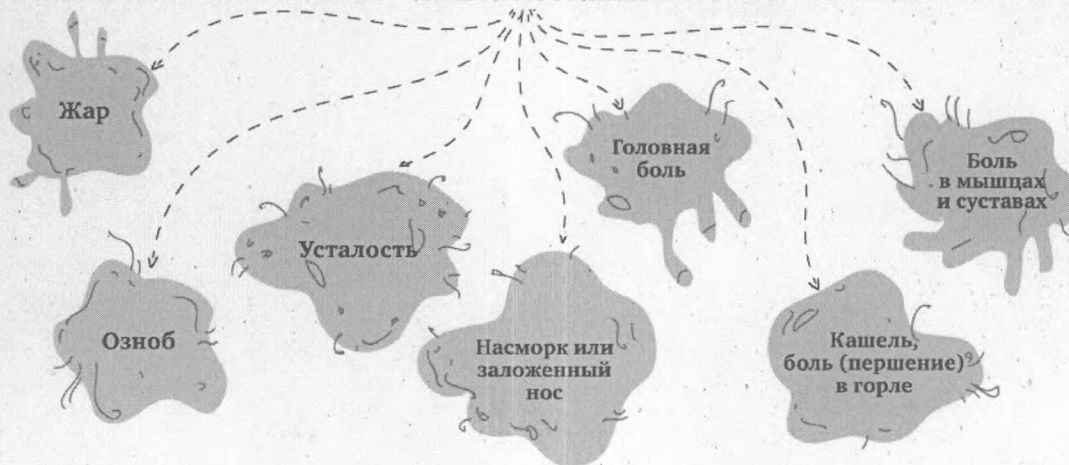 Жар
Головная
боль
Боль
в мышцах
и суставах
Усталость
Озноб
Насморк или
заложенный
нос
Кашель,
боль (першение)
в горле